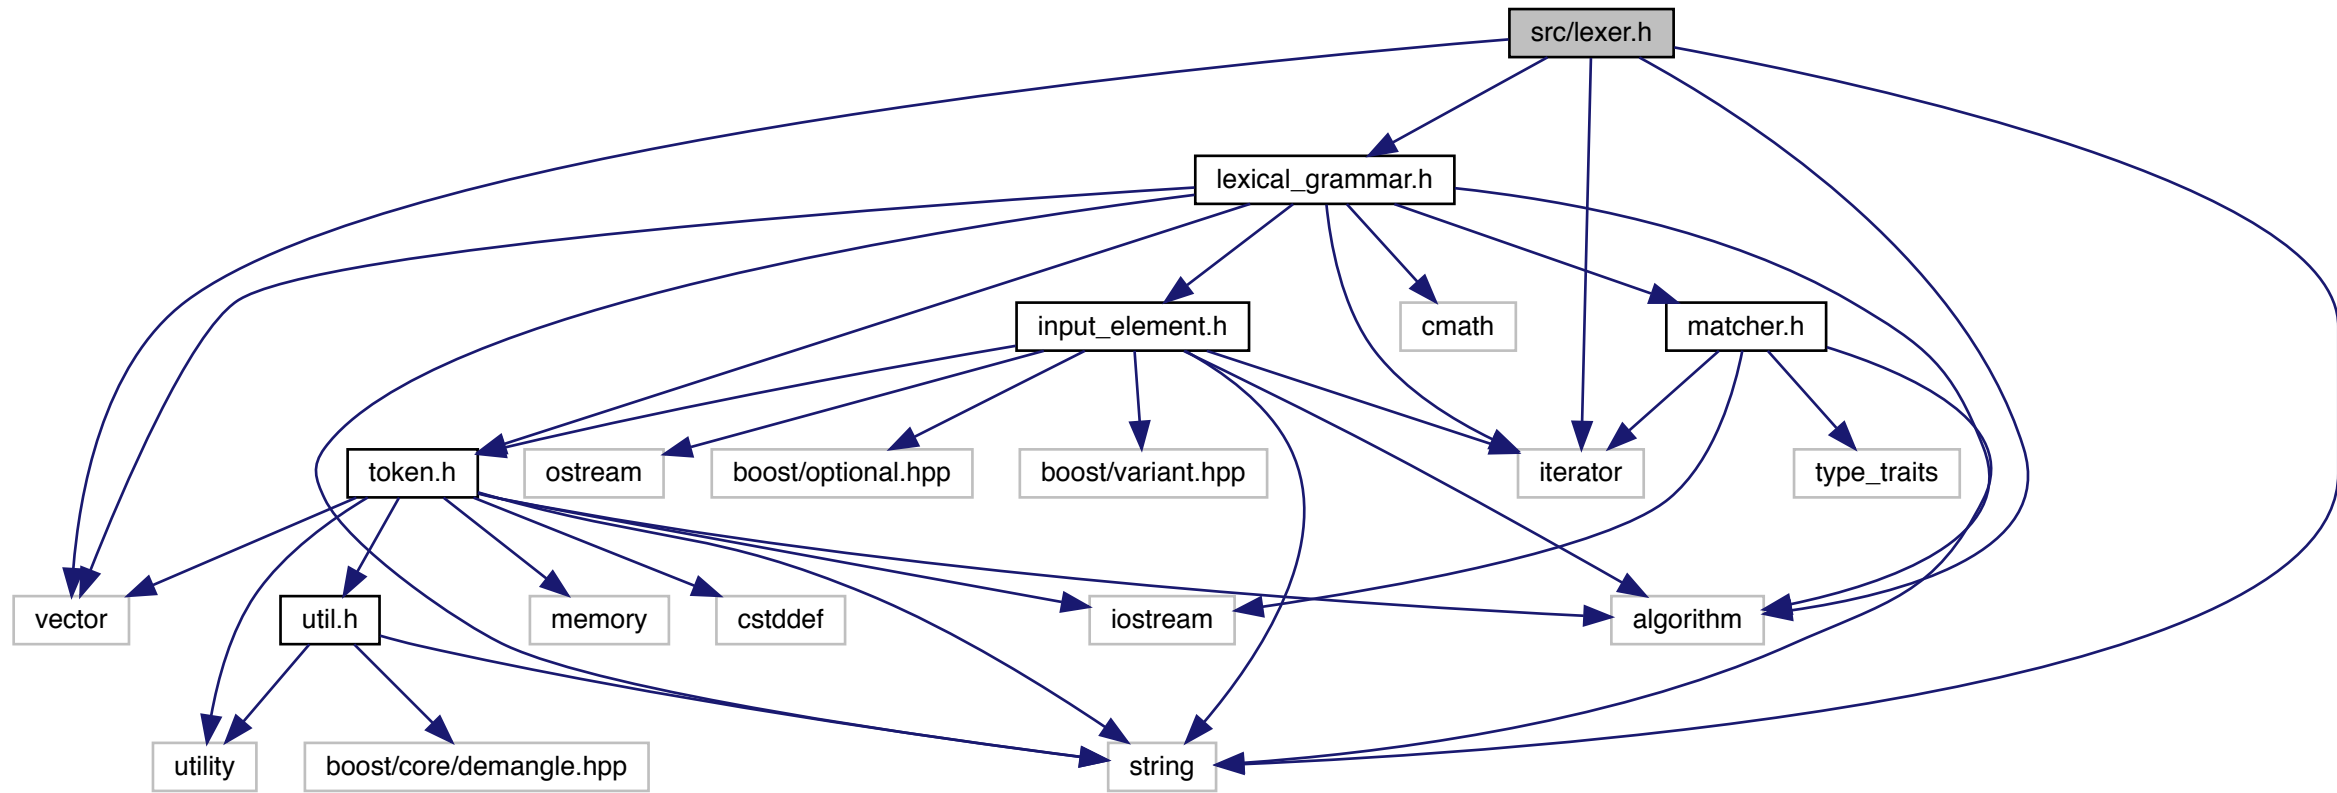 src/lexer.h
lexical_grammar.h
input_element.h
cmath
matcher.h
token.h
ostream
boost/optional.hpp
boost/variant.hpp
iterator
type_traits
vector
util.h
memory
cstddef
iostream
algorithm
utility
boost/core/demangle.hpp
string